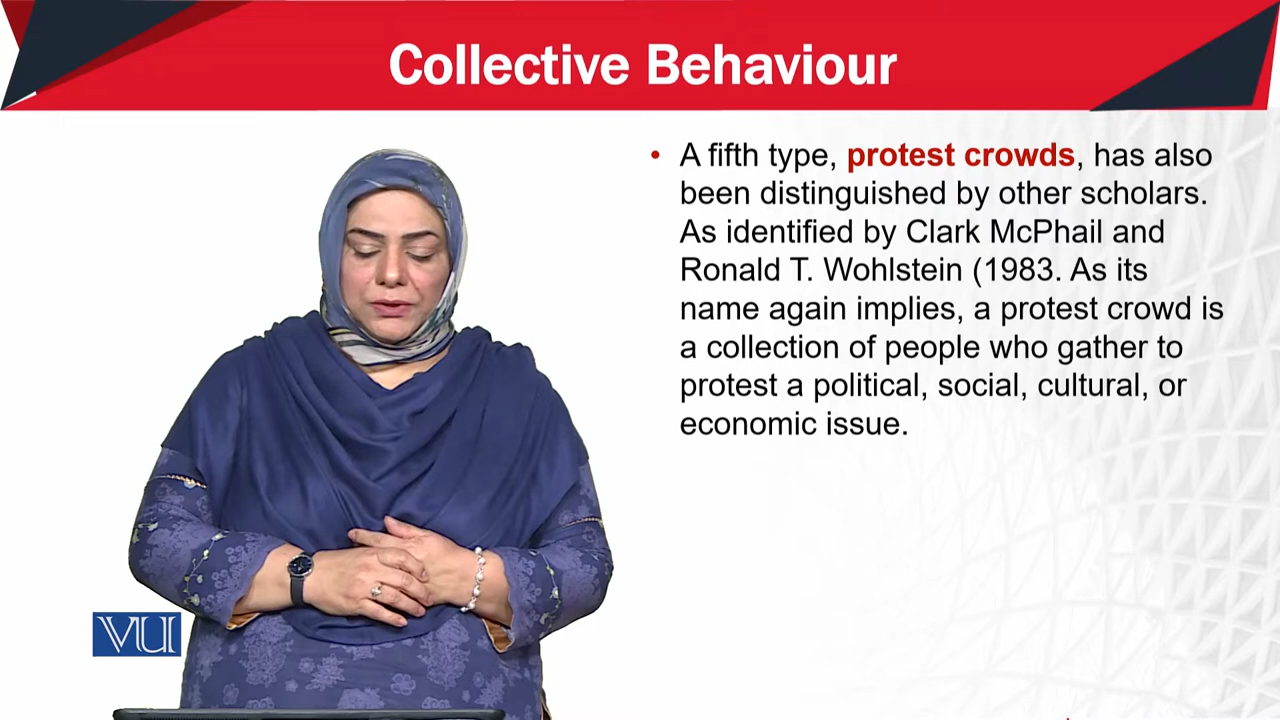 Collective Behaviour
• A fifth type, protest crowds, has also
been distinguished by other scholars.
As identified by Clark McPhail and
Ronald T. Wohlstein (1983. As its
name again implies, a protest crowd is
a collection of people who gather to
protest a political, social, cultural, or
economic issue.
VU